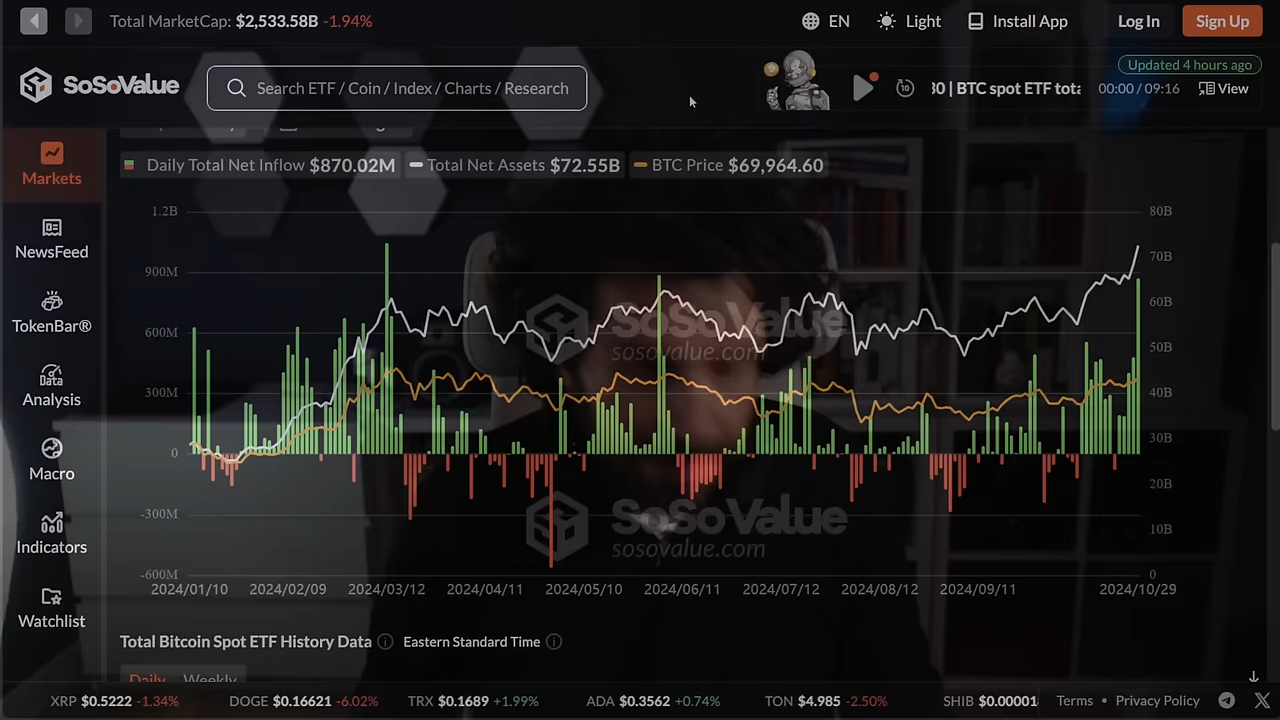 Total MarketCap: $2,533.58B -1.94%
EN
Light
Install App
Log In
Sign Up
SoSoValue
Search ETF / Coin / Index / Charts / Research
30 | BTC spot ETF tota
00:00 / 09:16
Updated 4 hours ago
View
Markets
NewsFeed
TokenBar®
Data
Analysis
Macro
Indicators
Watchlist
Daily Total Net Inflow $870.02M
Total Net Assets $72.55B
BTC Price $69,964.60
1.2B
900M
600M
300M
0
-300M
-600M
80B
70B
60B
50B
40B
30B
20B
10B
0
SoSoValue
sosovalue.com
SoSoValue
sosovalue.com
2024/01/10 2024/02/09 2024/03/12 2024/04/11 2024/05/10 2024/06/11 2024/07/12 2024/08/12 2024/09/11 2024/10/29
Total Bitcoin Spot ETF History Data Eastern Standard Time
Daily Weekly
XRP $0.5222 -1.34% DOGE $0.16621 -6.02% TRX $0.1689 +1.99% ADA $0.3562 +0.74% TON $4.985 -2.50% SHIB $0.00001
Terms • Privacy Policy